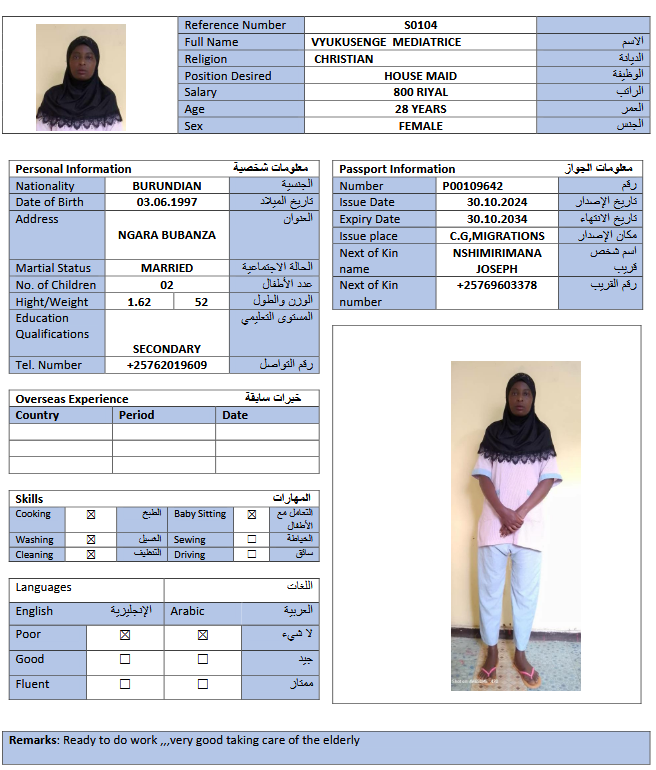 Reference Number S0104
Full Name VYUKUSENGE MEDIATRICE الاسم
Religion CHRISTIAN الديانة
Position Desired HOUSE MAID الوظيفة
Salary 800 RIYAL الراتب
Age 28 YEARS العمر
Sex FEMALE الجنس
Personal Information معلومات شخصية
Nationality BURUNDIAN الجنسية
Date of Birth 03.06.1997 تاريخ الميلاد
Address NGARA BUBANZA العنوان
Martial Status MARRIED الحالة الاجتماعية
No. of Children 02 عدد الأطفال
Hight/Weight 1.62 52 الوزن والطول
Education Qualifications SECONDARY المستوى التعليمي
Tel. Number +25762019609 رقم التواصل
Passport Information معلومات الجواز
Number P00109642 رقم
Issue Date 30.10.2024 تاريخ الإصدار
Expiry Date 30.10.2034 تاريخ الانتهاء
Issue place C.G,MIGRATIONS مكان الإصدار
Next of Kin name NSHIMIRIMANA JOSEPH اسم شخص قريب
Next of Kin number +25769603378 رقم القريب
Overseas Experience خبرات سابقة
Country Period Date
Skills المهارات
Cooking ☒ الطبخ Baby Sitting ☒ التعامل مع الأطفال
Washing ☒ الغسيل Sewing ☐ الخياطة
Cleaning ☒ التنظيف Driving ☐ سائق
Languages اللغات
English الإنجليزية Arabic العربية
Poor ☒ ☒ لا شيء
Good ☐ ☐ جيد
Fluent ☐ ☐ ممتاز
Remarks: Ready to do work ,,,very good taking care of the elderly